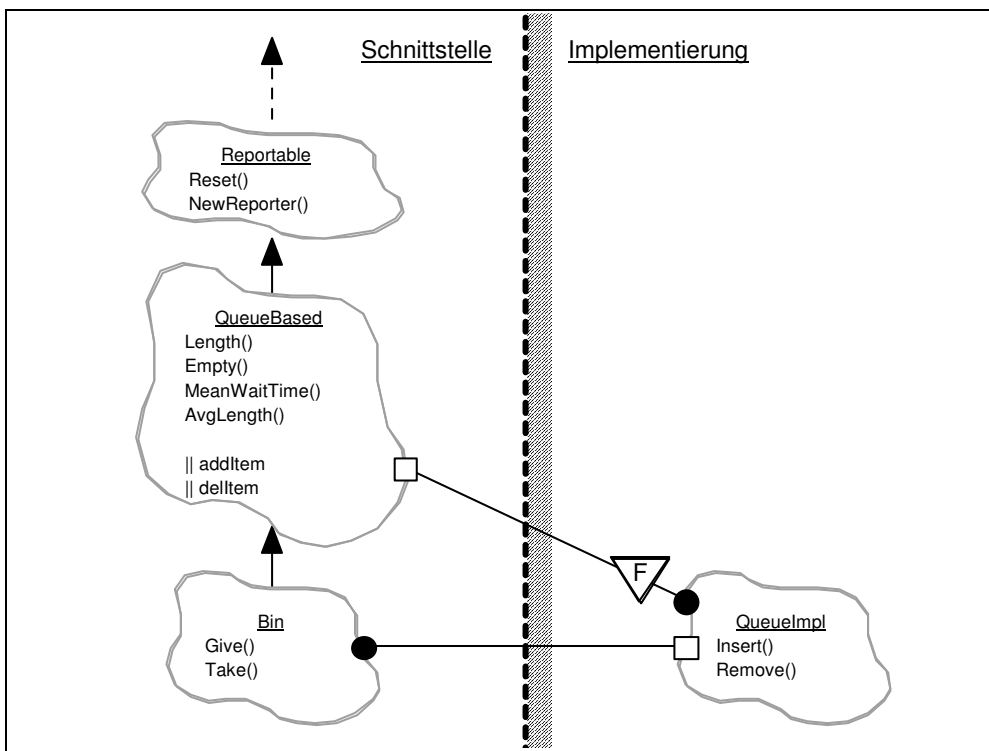 Schnittstelle
Implementierung
Reportable
Reset()
NewReporter()
QueueBased
Length()
Empty()
MeanWaitTime()
AvgLength()
|| addItem
|| delItem
F
Bin
Give()
Take()
QueueImpl
Insert()
Remove()